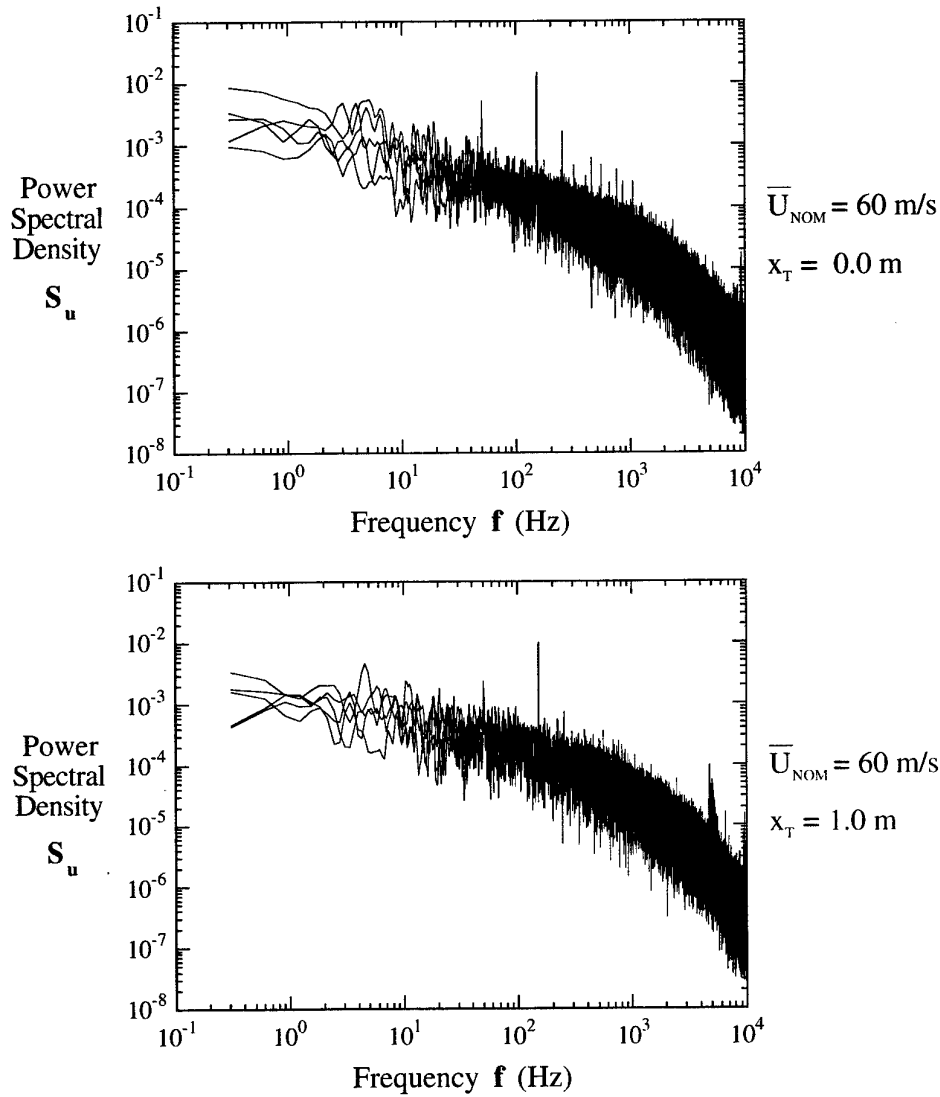 10^-1
10^-2
10^-3
10^-4
10^-5
10^-6
10^-7
10^-8
Power
Spectral
Density
S_u
10^-1 10^0 10^1 10^2 10^3 10^4
Frequency f (Hz)
U̅_NOM = 60 m/s
x_T = 0.0 m
10^-1
10^-2
10^-3
10^-4
10^-5
10^-6
10^-7
10^-8
Power
Spectral
Density
S_u
10^-1 10^0 10^1 10^2 10^3 10^4
Frequency f (Hz)
U̅_NOM = 60 m/s
x_T = 1.0 m